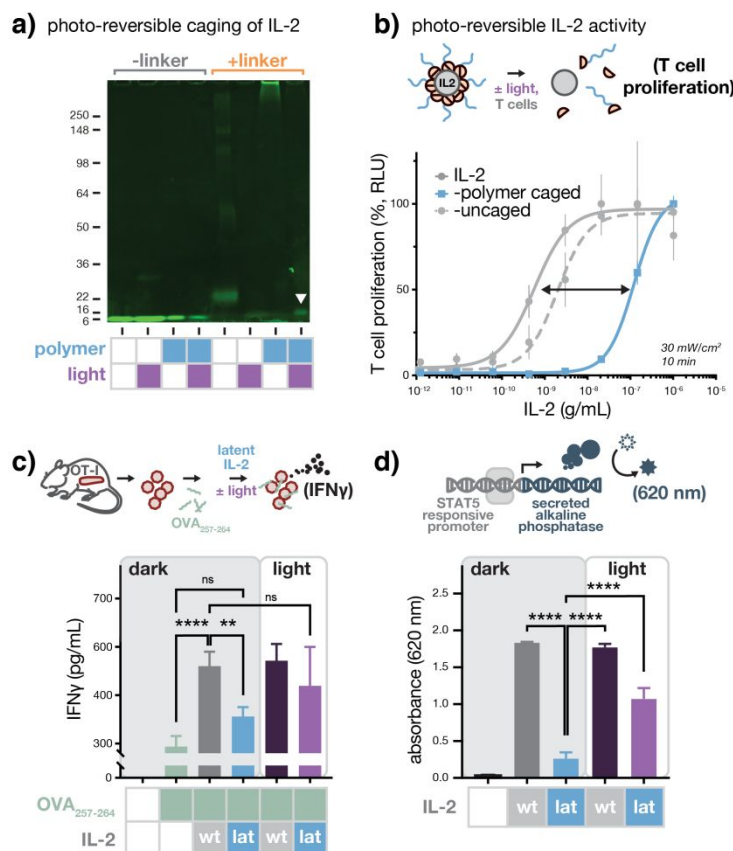 a) photo-reversible caging of IL-2
-linker +linker
250
148
98
64
50
36
22
16
6
polymer
light
b) photo-reversible IL-2 activity
IL2
± light,
T cells
(T cell
proliferation)
IL-2
-polymer caged
-uncaged
T cell proliferation (%, RLU)
100
50
0
30 mW/cm²
10 min
10⁻¹² 10⁻¹¹ 10⁻¹⁰ 10⁻⁹ 10⁻⁸ 10⁻⁷ 10⁻⁶ 10⁻⁵
IL-2 (g/mL)
c)
OT-I
latent
IL-2
± light
OVA₂₅₇₋₂₆₄
(IFNγ)
dark light
ns
ns
**** **
IFNγ (pg/mL)
700
600
400
300
0
OVA₂₅₇₋₂₆₄
IL-2 wt lat wt lat
d)
STAT5
responsive
promoter
secreted
alkaline
phosphatase
(620 nm)
dark light
****
**** ****
absorbance (620 nm)
2.0
1.5
1.0
0.5
0.0
IL-2 wt lat wt lat